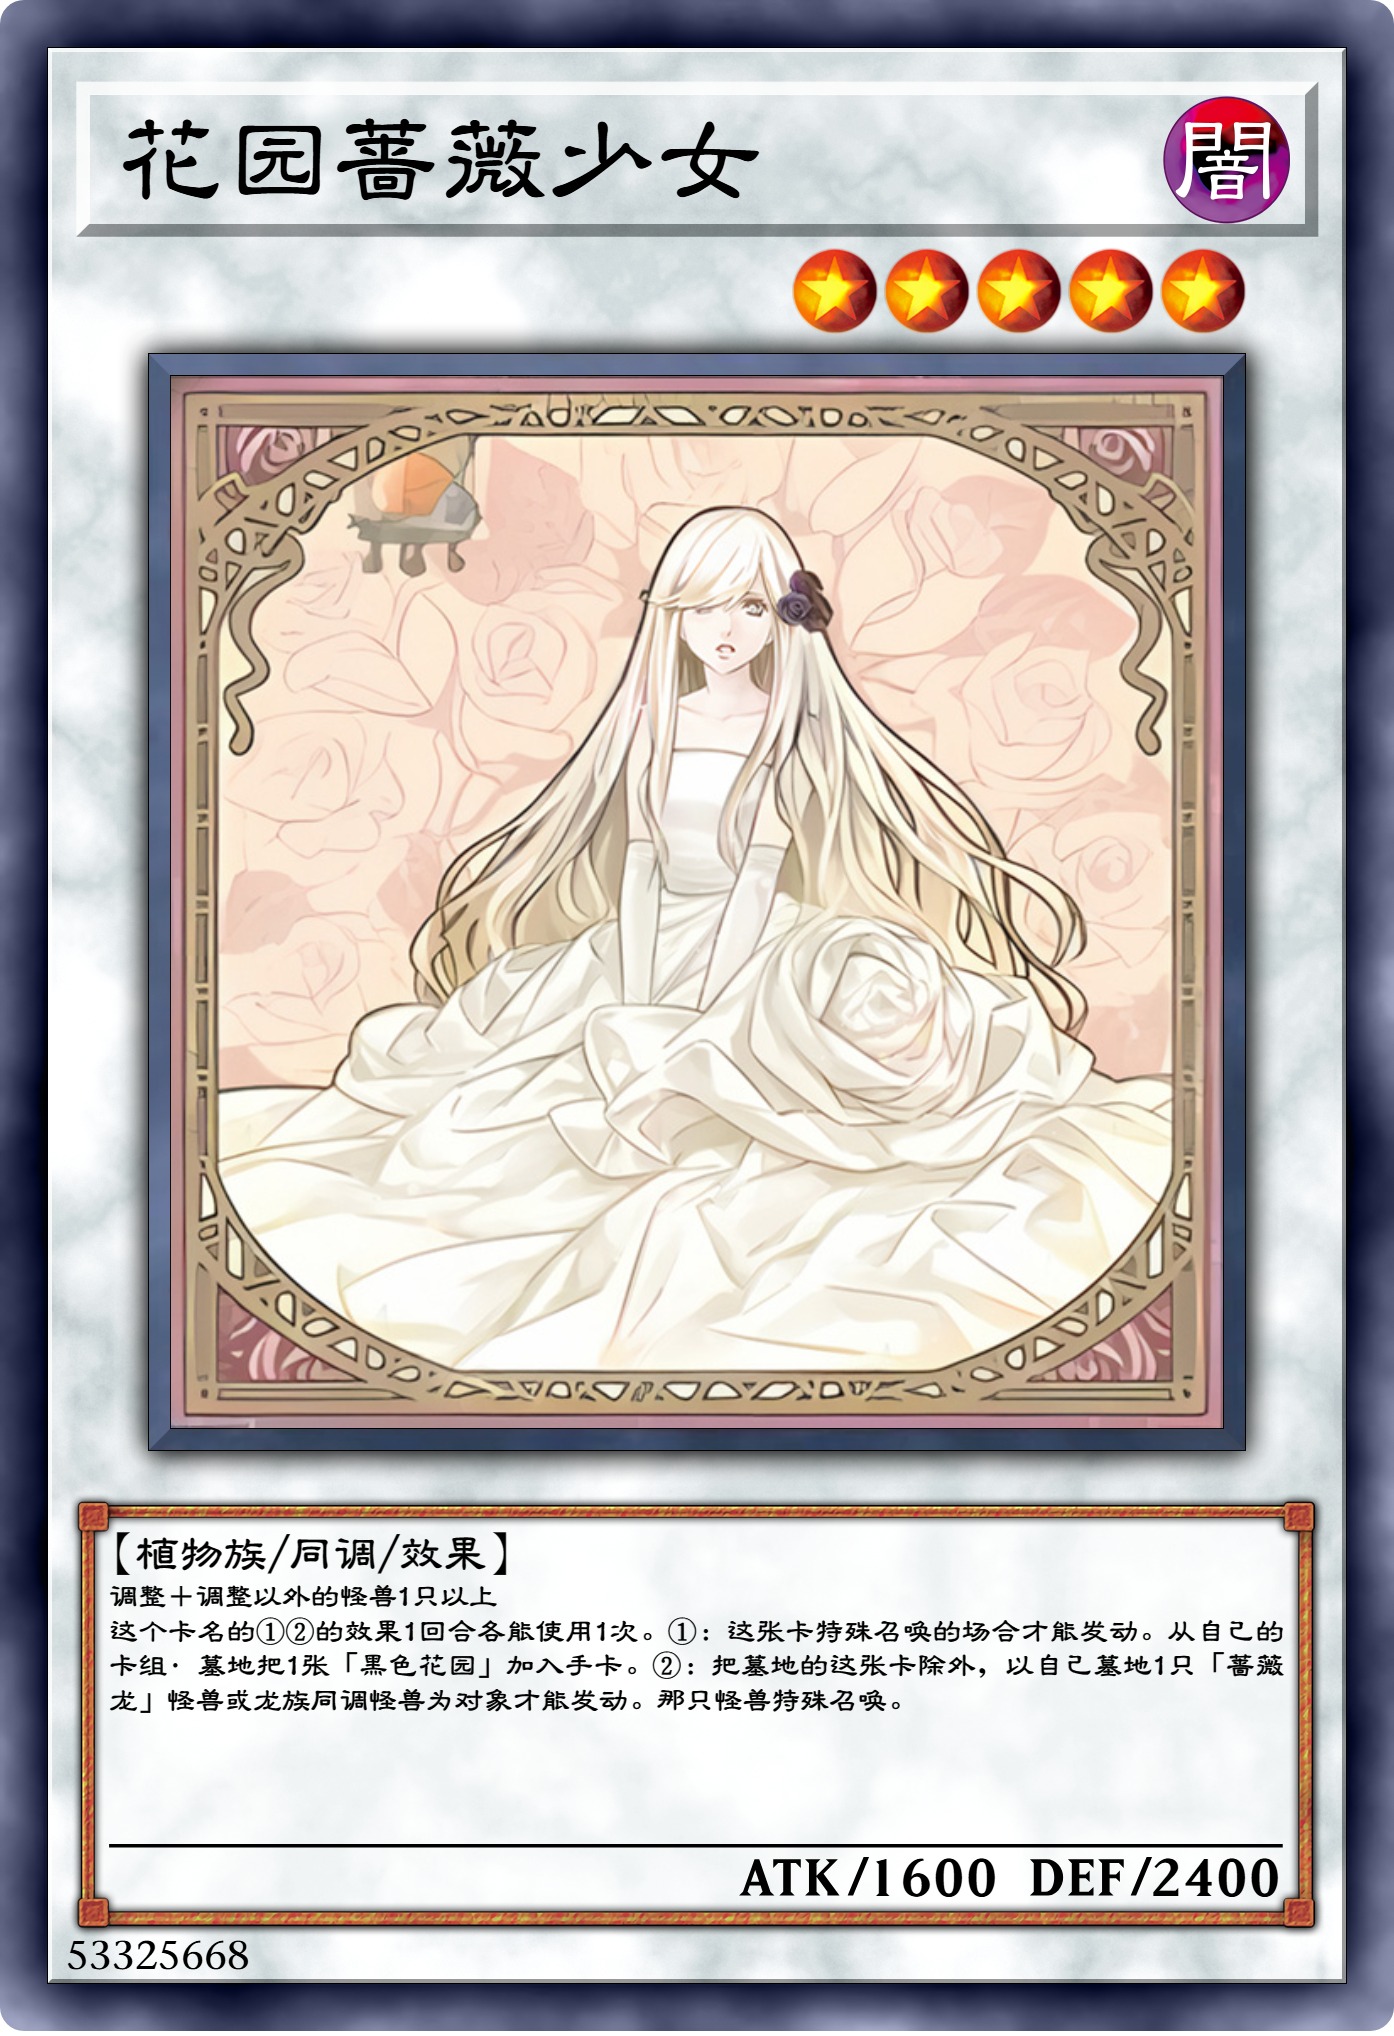 花园蔷薇少女
闇
【植物族/同调/效果】
调整＋调整以外的怪兽1只以上
这个卡名的①②的效果1回合各能使用1次。①：这张卡特殊召唤的场合才能发动。从自己的
卡组·墓地把1张「黑色花园」加入手卡。②：把墓地的这张卡除外，以自己墓地1只「蔷薇
龙」怪兽或龙族同调怪兽为对象才能发动。那只怪兽特殊召唤。
ATK/1600 DEF/2400
53325668